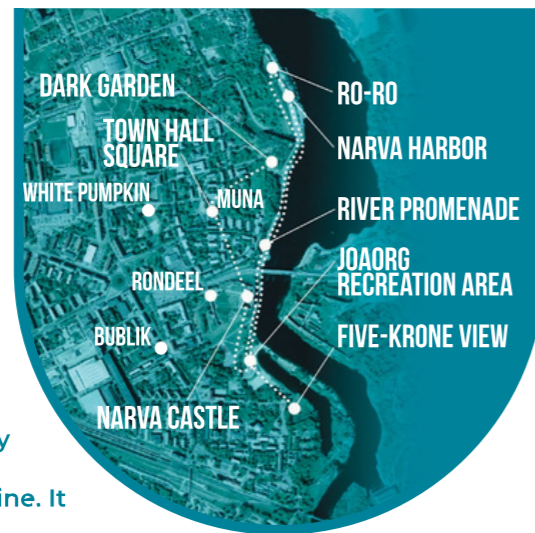 DARK GARDEN
RO-RO
TOWN HALL
SQUARE
NARVA HARBOR
WHITE PUMPKIN
MUNA
RIVER PROMENADE
JOAORG
RECREATION AREA
RONDEEL
BUBLIK
FIVE-KRONE VIEW
NARVA CASTLE
y
ine. It